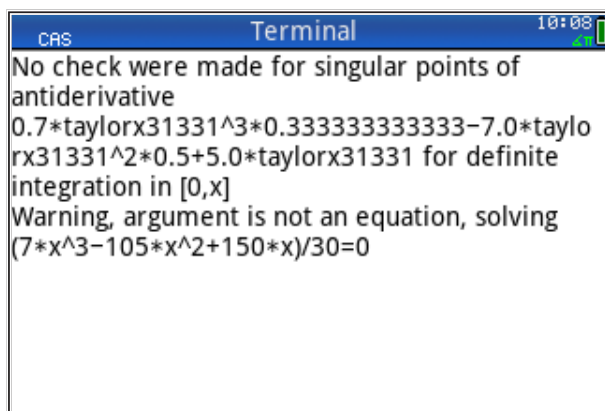 CAS Terminal 10:08
∡π
No check were made for singular points of
antiderivative
0.7*taylorx31331^3*0.333333333333−7.0*taylo
rx31331^2*0.5+5.0*taylorx31331 for definite
integration in [0,x]
Warning, argument is not an equation, solving
(7*x^3−105*x^2+150*x)/30=0